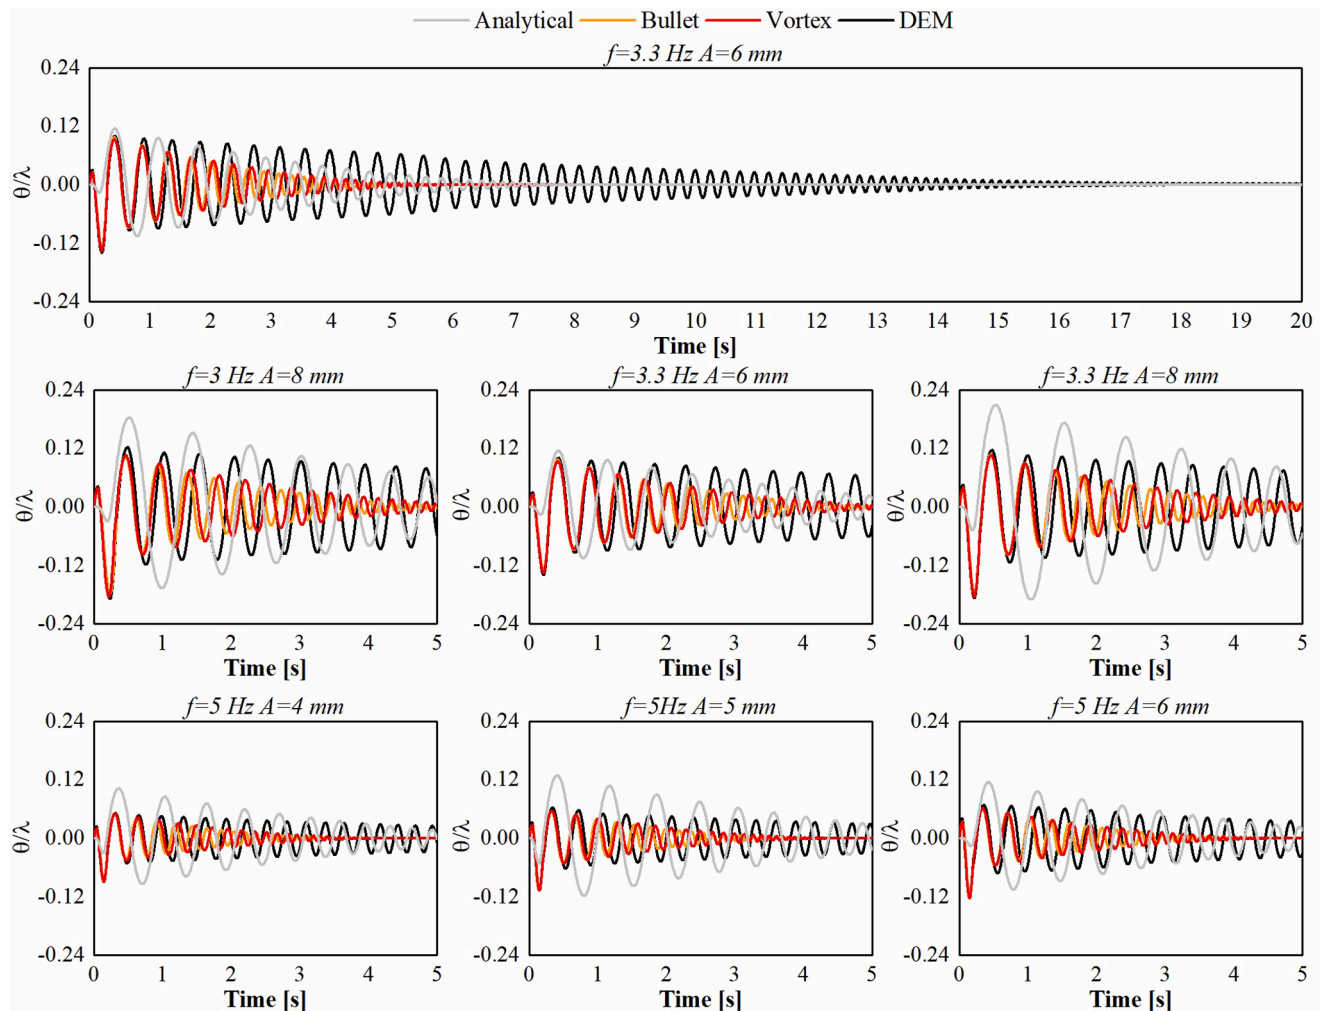 Analytical Bullet Vortex DEM
f=3.3 Hz A=6 mm
0.24
0.12
0.00
-0.12
-0.24
θ/λ
0 1 2 3 4 5 6 7 8 9 10 11 12 13 14 15 16 17 18 19 20
Time [s]
f=3 Hz A=8 mm
0.24
0.12
0.00
-0.12
-0.24
θ/λ
0 1 2 3 4 5
Time [s]
f=3.3 Hz A=6 mm
0.24
0.12
0.00
-0.12
-0.24
θ/λ
0 1 2 3 4 5
Time [s]
f=3.3 Hz A=8 mm
0.24
0.12
0.00
-0.12
-0.24
θ/λ
0 1 2 3 4 5
Time [s]
f=5 Hz A=4 mm
0.24
0.12
0.00
-0.12
-0.24
θ/λ
0 1 2 3 4 5
Time [s]
f=5Hz A=5 mm
0.24
0.12
0.00
-0.12
-0.24
θ/λ
0 1 2 3 4 5
Time [s]
f=5 Hz A=6 mm
0.24
0.12
0.00
-0.12
-0.24
θ/λ
0 1 2 3 4 5
Time [s]